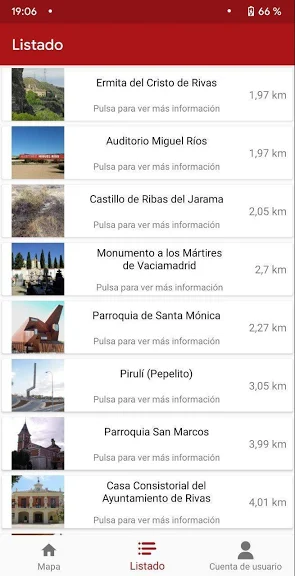 19:06
66 %
Listado
Ermita del Cristo de Rivas
Pulsa para ver más información
1,97 km
Auditorio Miguel Ríos
Pulsa para ver más información
1,97 km
Castillo de Ribas del Jarama
Pulsa para ver más información
2,05 km
Monumento a los Mártires
de Vaciamadrid
Pulsa para ver más información
2,7 km
Parroquia de Santa Mónica
Pulsa para ver más información
2,27 km
Pirulí (Pepelito)
Pulsa para ver más información
3,05 km
Parroquia San Marcos
Pulsa para ver más información
3,99 km
Casa Consistorial del
Ayuntamiento de Rivas
Pulsa para ver más información
4,01 km
Mapa
Listado
Cuenta de usuario